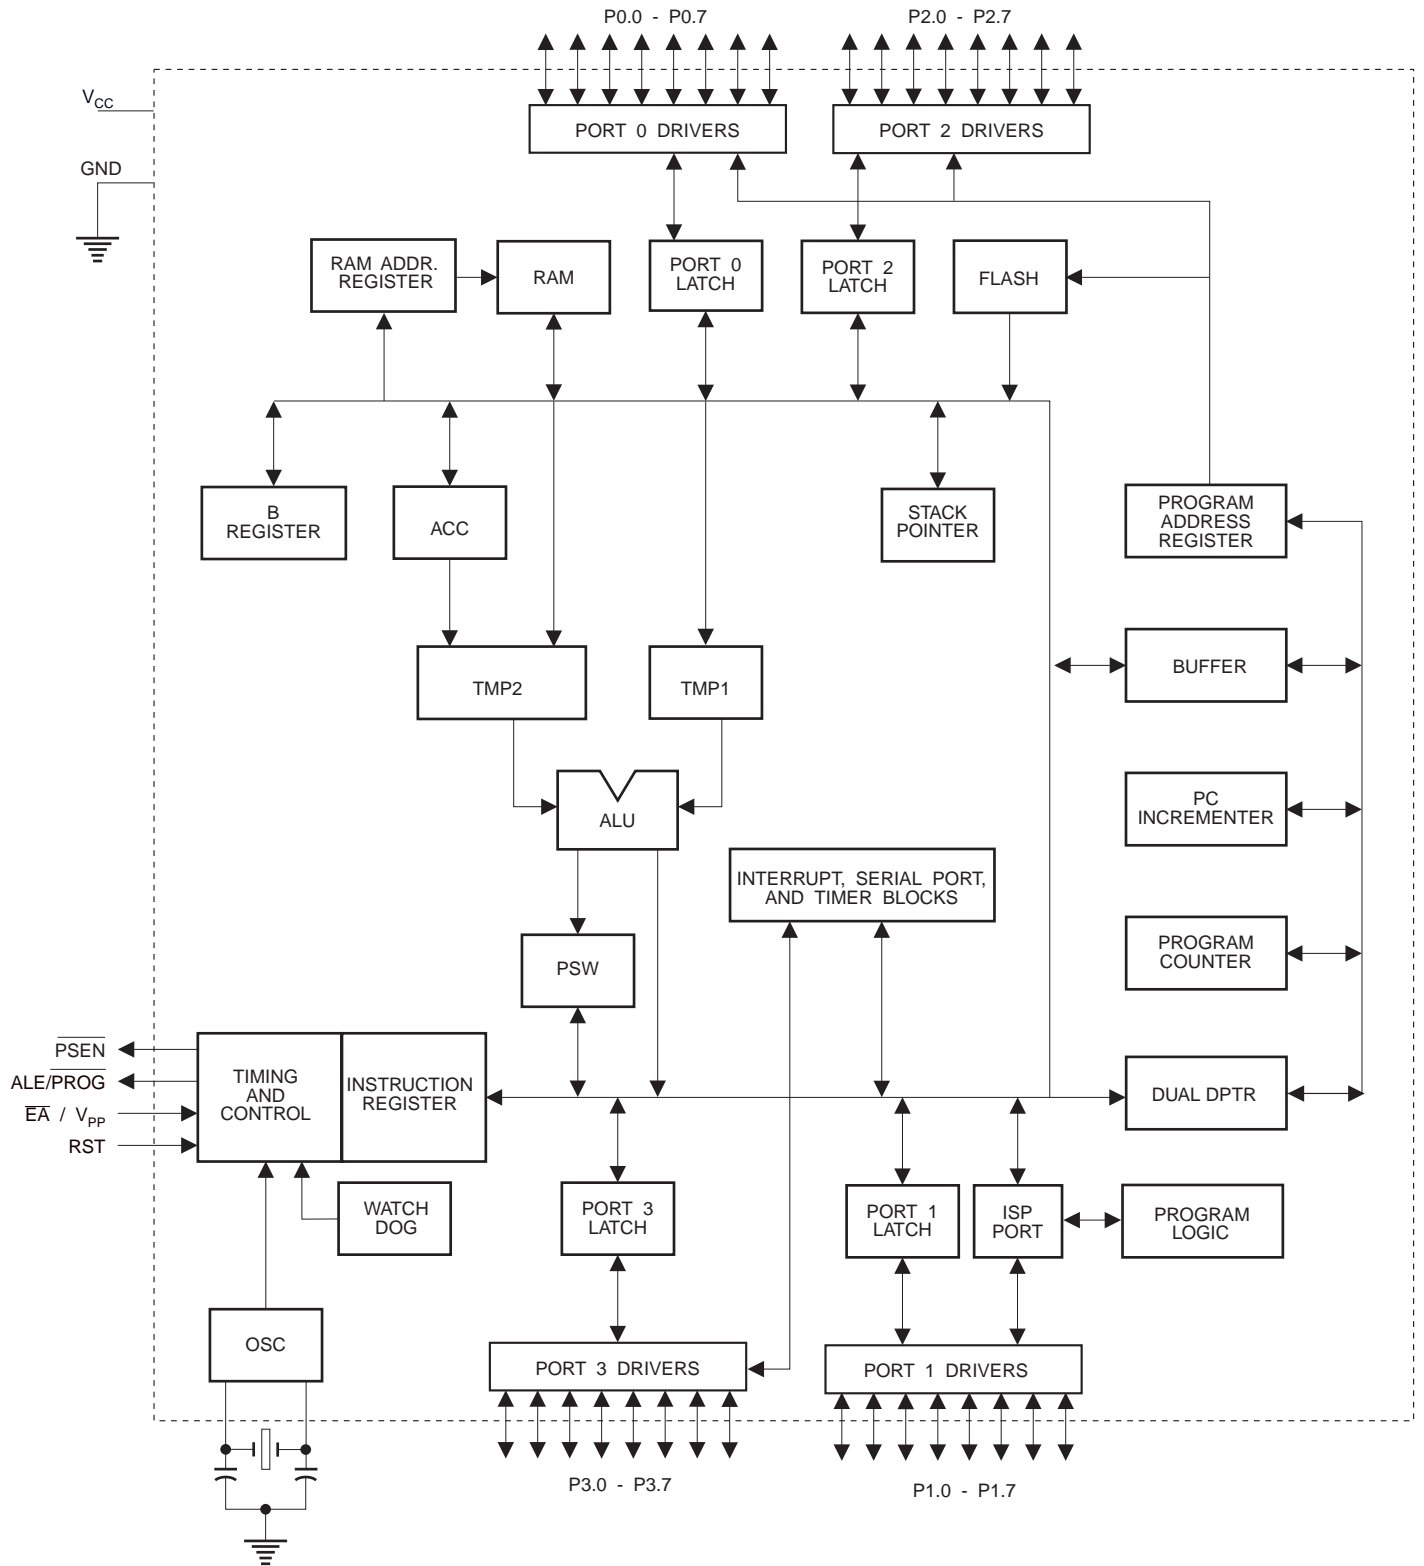 P0.0 - P0.7
P2.0 - P2.7
VCC
GND
PORT 0 DRIVERS
PORT 2 DRIVERS
RAM ADDR.
REGISTER
RAM
PORT 0
LATCH
PORT 2
LATCH
FLASH
B
REGISTER
ACC
STACK
POINTER
PROGRAM
ADDRESS
REGISTER
TMP2
TMP1
BUFFER
ALU
PC
INCREMENTER
INTERRUPT, SERIAL PORT,
AND TIMER BLOCKS
PSW
PROGRAM
COUNTER
PSEN
ALE/PROG
EA / VPP
RST
TIMING
AND
CONTROL
INSTRUCTION
REGISTER
DUAL DPTR
WATCH
DOG
PORT 3
LATCH
PORT 1
LATCH
ISP
PORT
PROGRAM
LOGIC
OSC
PORT 3 DRIVERS
PORT 1 DRIVERS
P3.0 - P3.7
P1.0 - P1.7